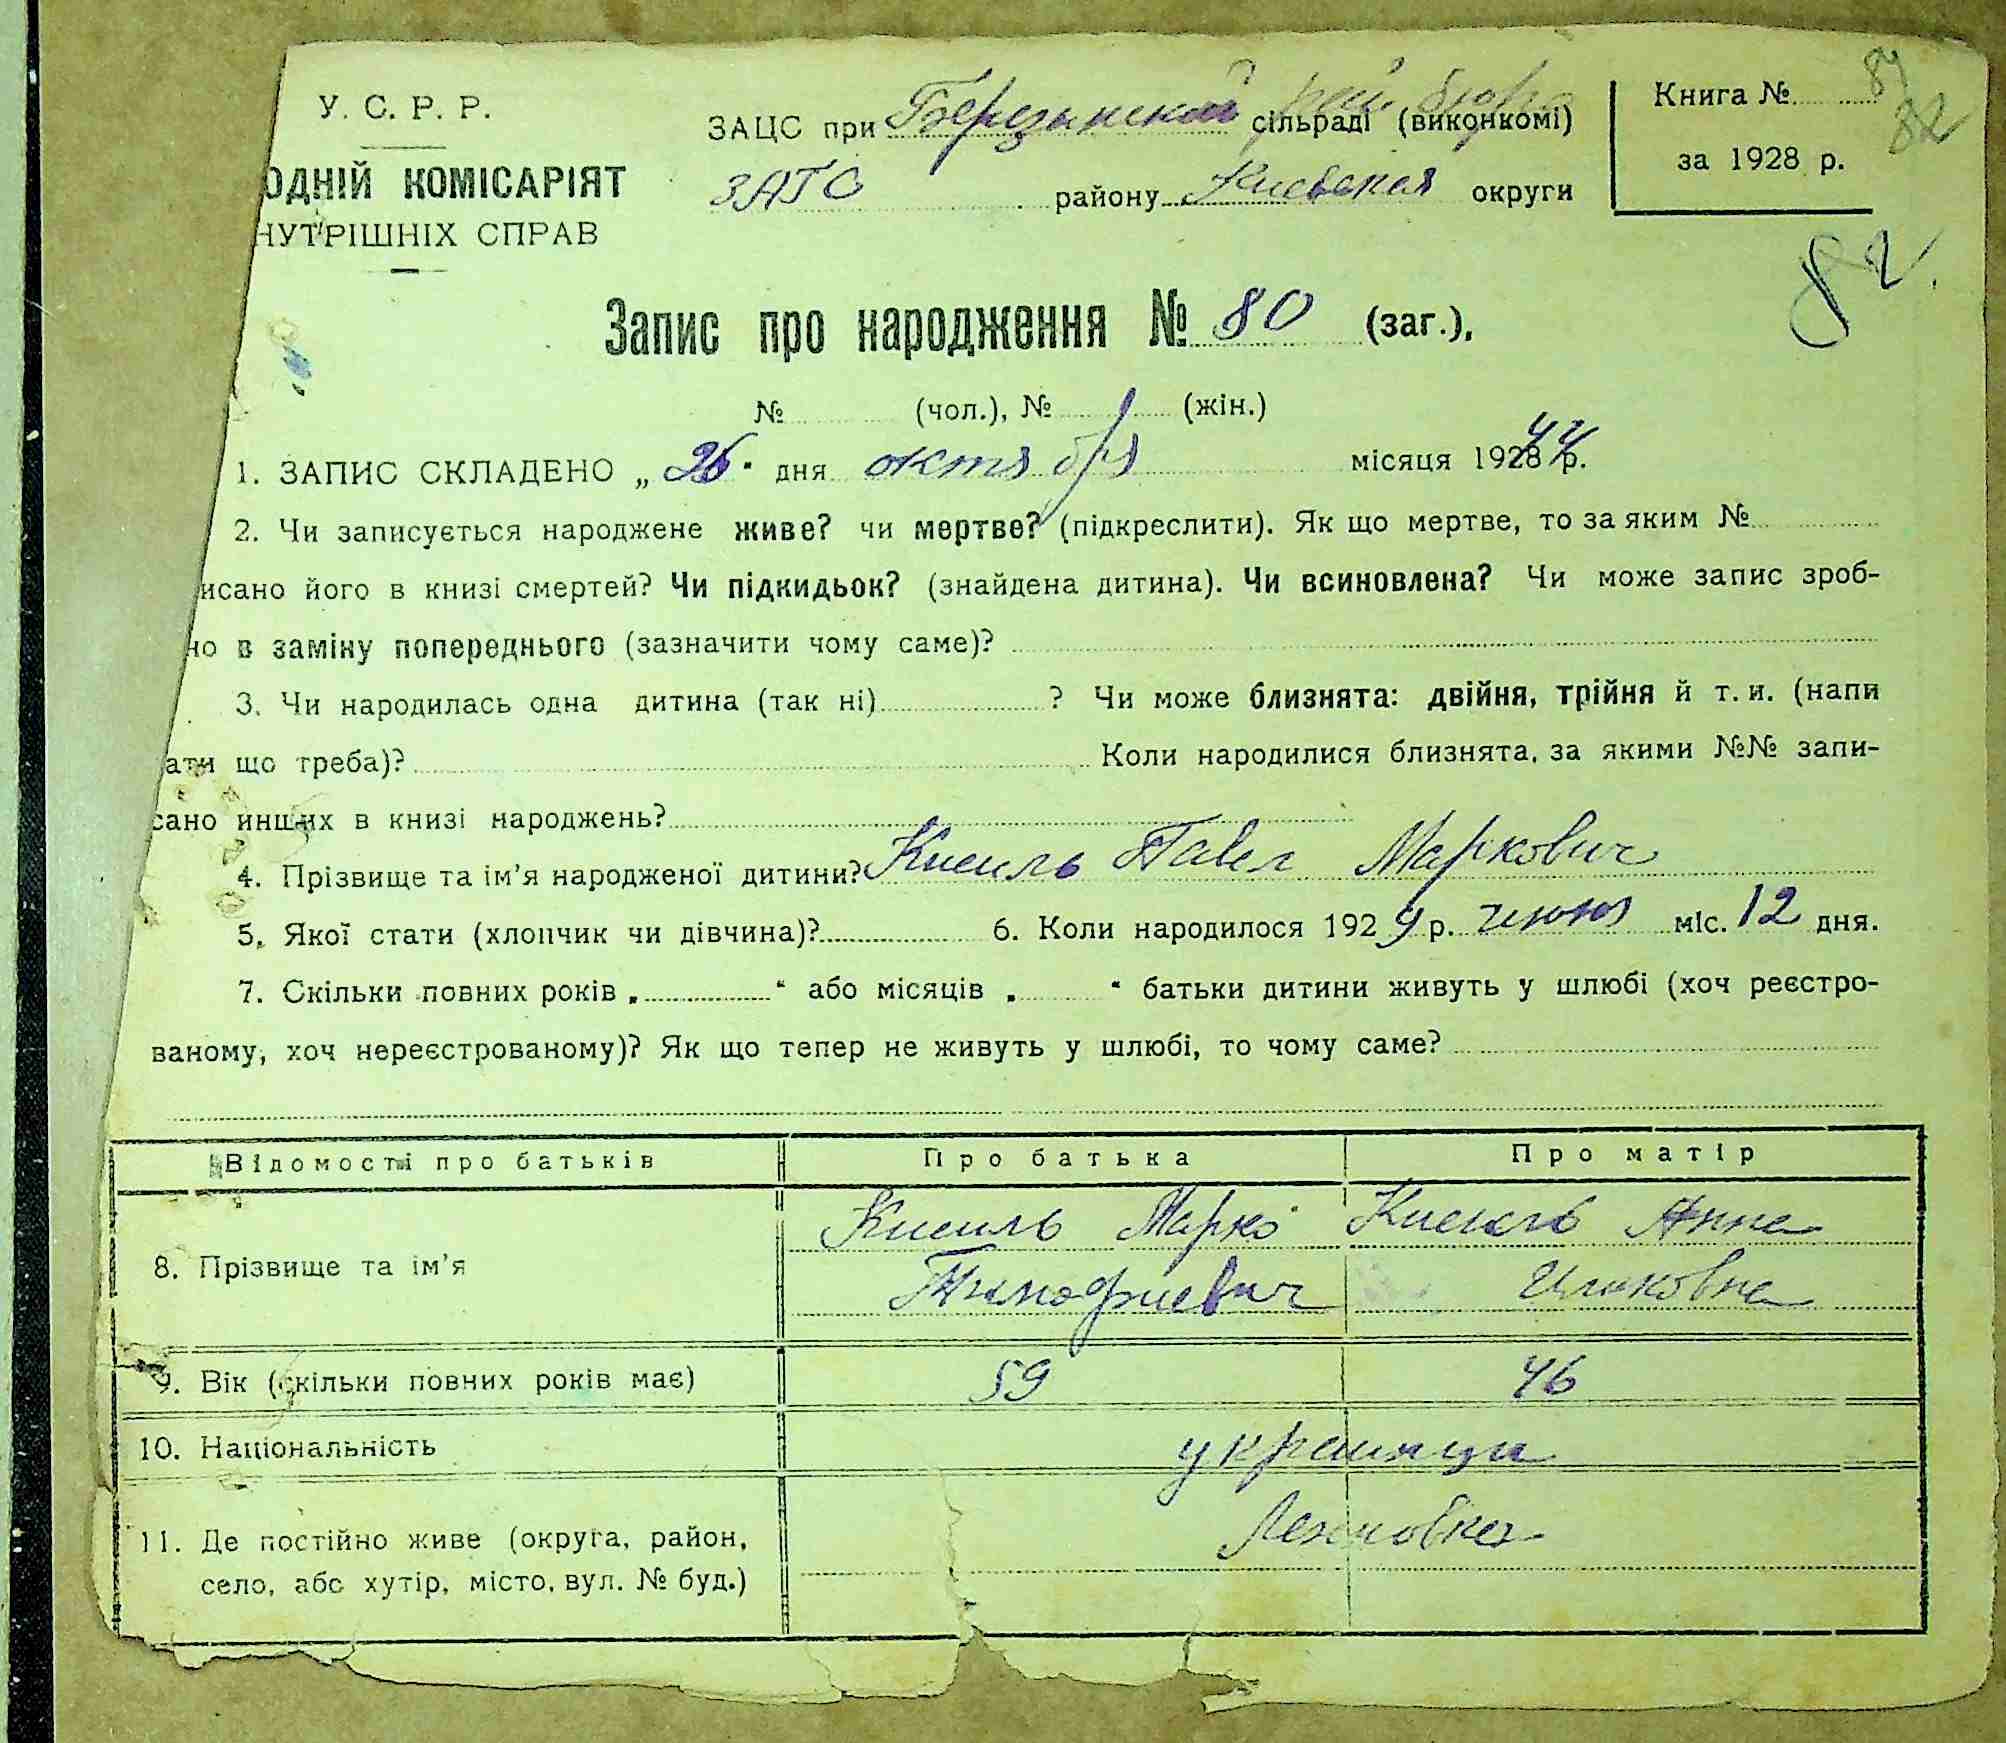 У. С. Р. Р.
ОДНІЙ КОМІСАРІЯТ
НУТРІШНІХ СПРАВ
ЗАЦС при Березынском рай бюро сільраді (виконкомі)
ЗАГС району Киевской округи
Книга № 84
82
за 1928 р.
82.
Запис про народження № 80 (заг.),
№ (чол.), № (жін.)
1. ЗАПИС СКЛАДЕНО „ 26 " дня октября місяця 1928 44 р.
2. Чи записується народжене живе? чи мертве? (підкреслити). Як що мертве, то за яким №
исано його в книзі смертей? Чи підкидьок? (знайдена дитина). Чи всиновлена? Чи може запис зроб-
но в заміну попереднього (зазначити чому саме)?
3. Чи народилась одна дитина (так ні) ? Чи може близнята: двійня, трійня й т. и. (напи
ати що треба)? Коли народилися близнята, за якими №№ запи-
сано инших в книзі народжень?
4. Прізвище та ім’я народженої дитини? Кисиль Павел Маркович
5. Якої стати (хлопчик чи дівчина)? 6. Коли народилося 1929 р. июня міс. 12 дня.
7. Скільки повних років „ “ або місяців „ “ батьки дитини живуть у шлюбі (хоч реєстро-
ваному, хоч нереєстрованому)? Як що тепер не живуть у шлюбі, то чому саме?
Відомості про батьків Про батька Про матір
8. Прізвище та ім’я Кисиль Марко Тимофиевич Кисиль Анна Ильковна
9. Вік (скільки повних років має) 59 46
10. Національність украинцы
11. Де постійно живе (округа, район,
село, або хутір, місто, вул. № буд.)